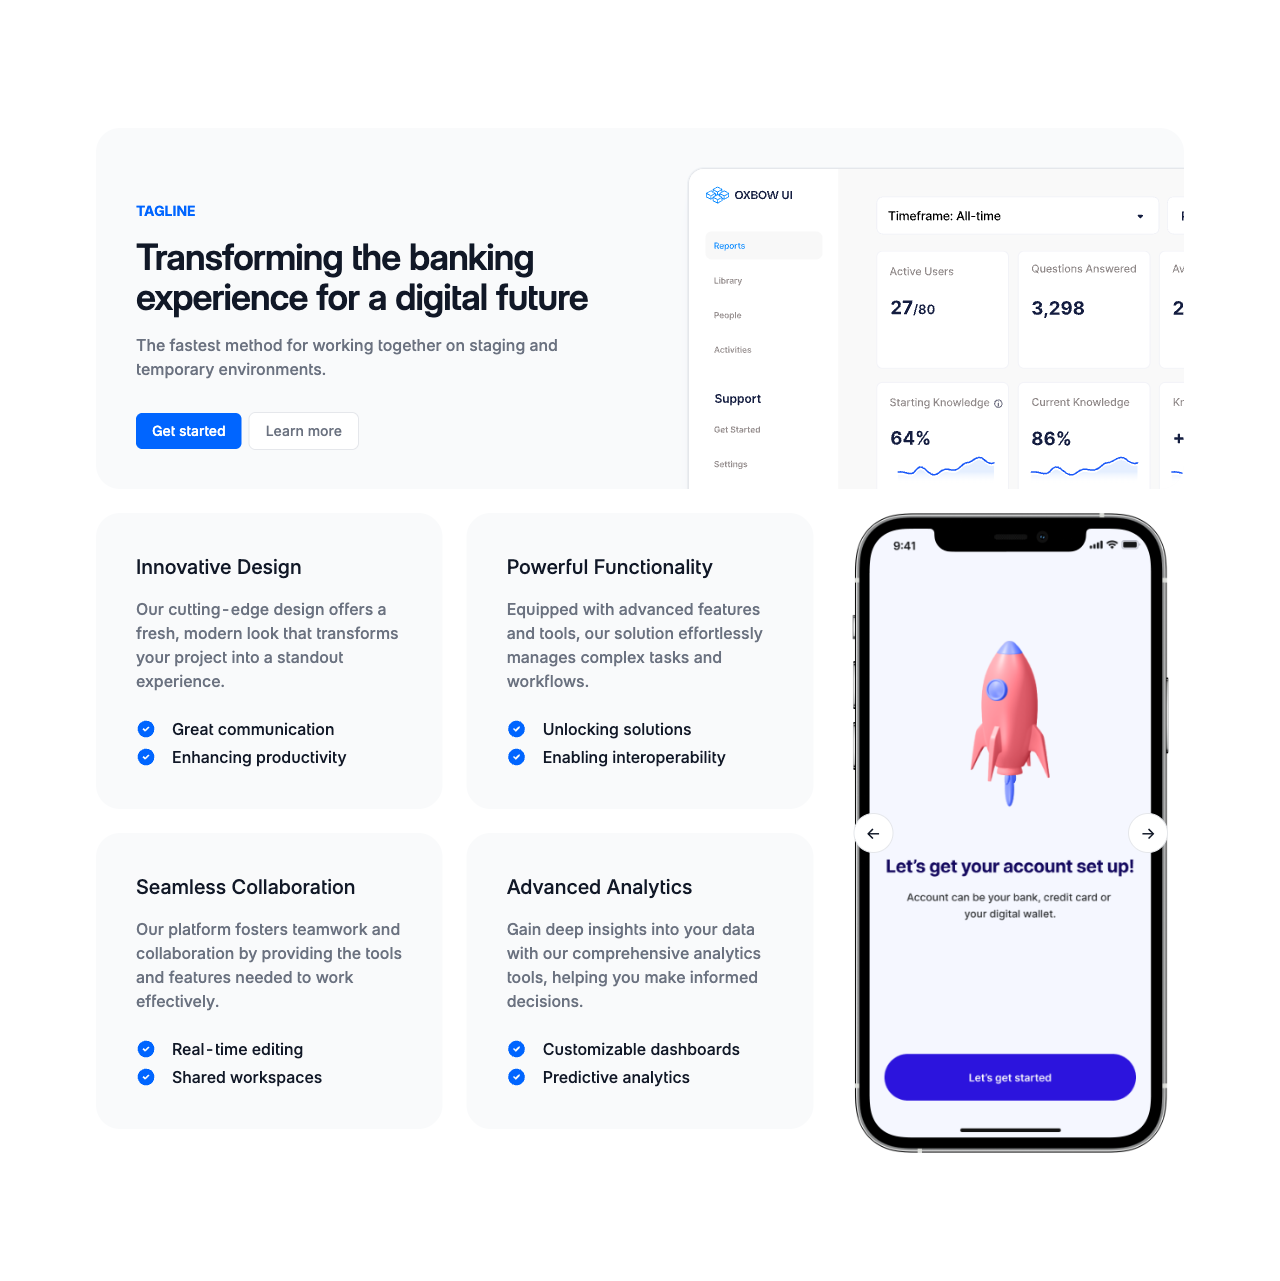 TAGLINE
Transforming the banking
experience for a digital future
The fastest method for working together on staging and
temporary environments.
Get started
Learn more
OXBOW UI
Reports
Library
People
Activities
Support
Get Started
Settings
Timeframe: All-time
Active Users
27/80
Questions Answered
3,298
Starting Knowledge
64%
Current Knowledge
86%
Innovative Design
Our cutting-edge design offers a
fresh, modern look that transforms
your project into a standout
experience.
Great communication
Enhancing productivity
Powerful Functionality
Equipped with advanced features
and tools, our solution effortlessly
manages complex tasks and
workflows.
Unlocking solutions
Enabling interoperability
Seamless Collaboration
Our platform fosters teamwork and
collaboration by providing the tools
and features needed to work
effectively.
Real-time editing
Shared workspaces
Advanced Analytics
Gain deep insights into your data
with our comprehensive analytics
tools, helping you make informed
decisions.
Customizable dashboards
Predictive analytics
9:41
Let's get your account set up!
Account can be your bank, credit card or
your digital wallet.
Let's get started